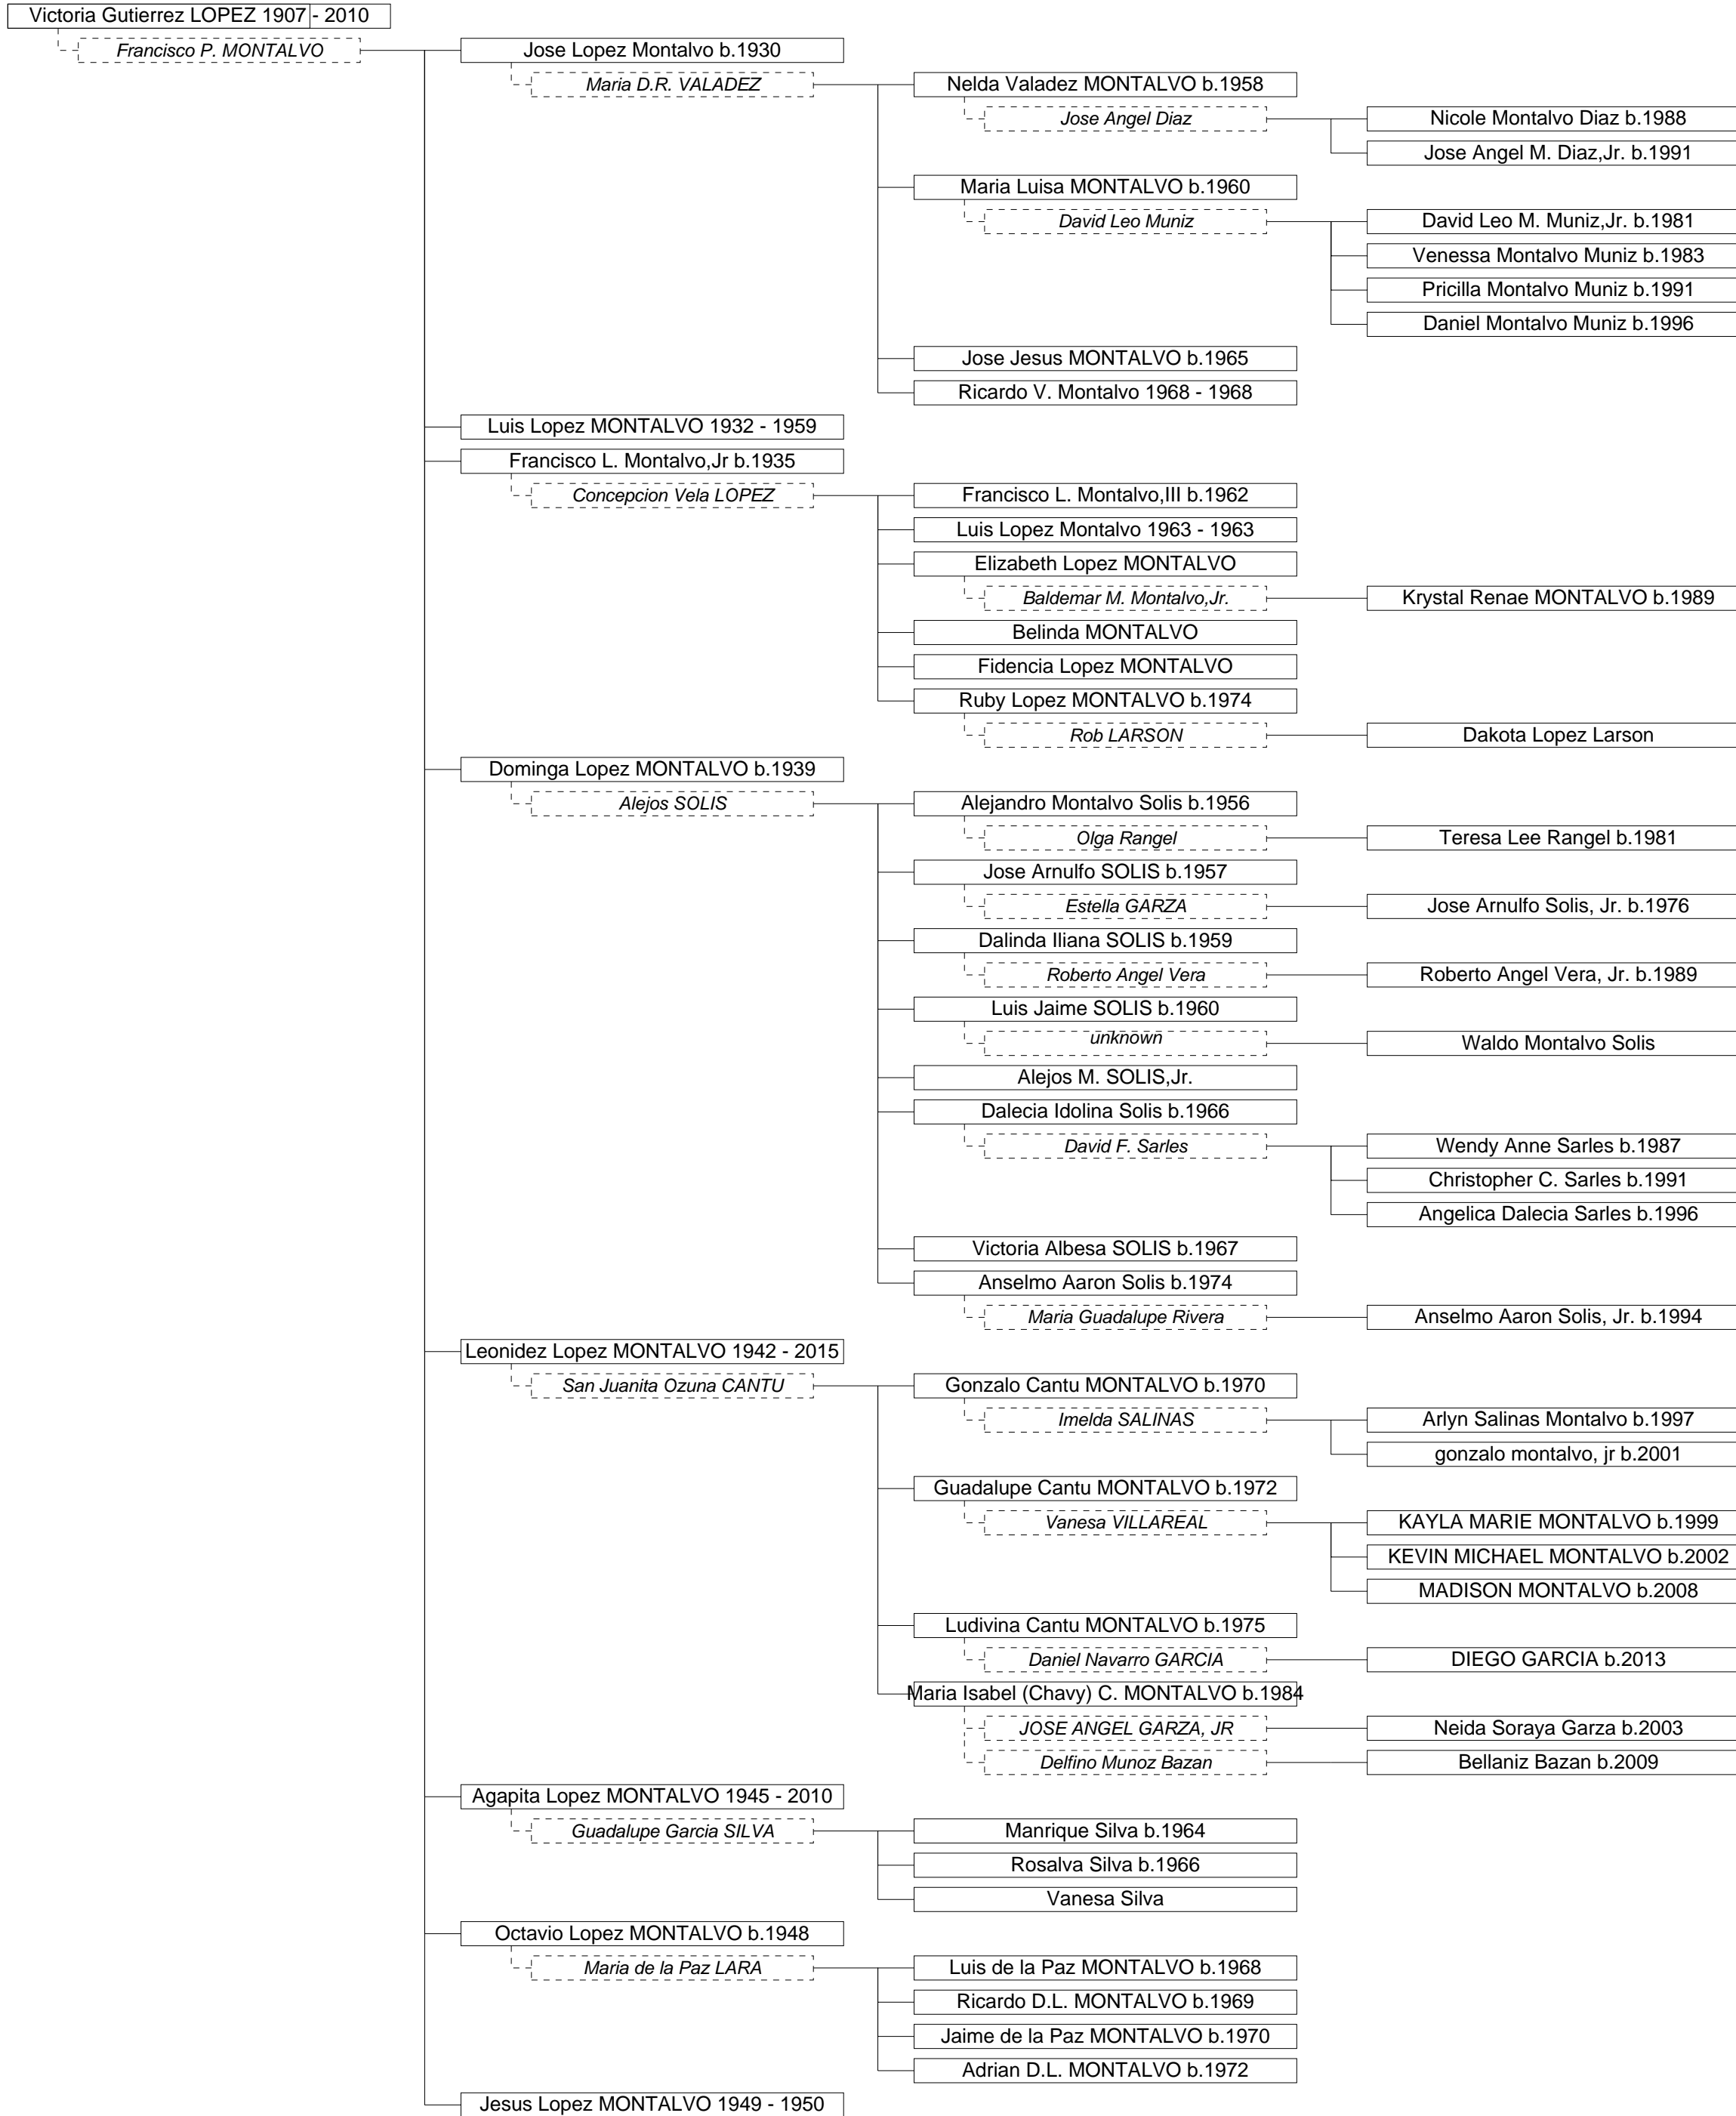 Victoria Gutierrez LOPEZ 1907 - 2010
Francisco P. MONTALVO
Jose Lopez Montalvo b.1930
Maria D.R. VALADEZ
Nelda Valadez MONTALVO b.1958
Jose Angel Diaz
Nicole Montalvo Diaz b.1988
Jose Angel M. Diaz,Jr. b.1991
Maria Luisa MONTALVO b.1960
David Leo Muniz
David Leo M. Muniz,Jr. b.1981
Venessa Montalvo Muniz b.1983
Pricilla Montalvo Muniz b.1991
Daniel Montalvo Muniz b.1996
Jose Jesus MONTALVO b.1965
Ricardo V. Montalvo 1968 - 1968
Luis Lopez MONTALVO 1932 - 1959
Francisco L. Montalvo,Jr b.1935
Concepcion Vela LOPEZ
Francisco L. Montalvo,III b.1962
Luis Lopez Montalvo 1963 - 1963
Elizabeth Lopez MONTALVO
Baldemar M. Montalvo,Jr.
Krystal Renae MONTALVO b.1989
Belinda MONTALVO
Fidencia Lopez MONTALVO
Ruby Lopez MONTALVO b.1974
Rob LARSON
Dakota Lopez Larson
Dominga Lopez MONTALVO b.1939
Alejos SOLIS
Alejandro Montalvo Solis b.1956
Olga Rangel
Teresa Lee Rangel b.1981
Jose Arnulfo SOLIS b.1957
Estella GARZA
Jose Arnulfo Solis, Jr. b.1976
Dalinda Iliana SOLIS b.1959
Roberto Angel Vera
Roberto Angel Vera, Jr. b.1989
Luis Jaime SOLIS b.1960
unknown
Waldo Montalvo Solis
Alejos M. SOLIS,Jr.
Dalecia Idolina Solis b.1966
David F. Sarles
Wendy Anne Sarles b.1987
Christopher C. Sarles b.1991
Angelica Dalecia Sarles b.1996
Victoria Albesa SOLIS b.1967
Anselmo Aaron Solis b.1974
Maria Guadalupe Rivera
Anselmo Aaron Solis, Jr. b.1994
Leonidez Lopez MONTALVO 1942 - 2015
San Juanita Ozuna CANTU
Gonzalo Cantu MONTALVO b.1970
Imelda SALINAS
Arlyn Salinas Montalvo b.1997
gonzalo montalvo, jr b.2001
Guadalupe Cantu MONTALVO b.1972
Vanesa VILLAREAL
KAYLA MARIE MONTALVO b.1999
KEVIN MICHAEL MONTALVO b.2002
MADISON MONTALVO b.2008
Ludivina Cantu MONTALVO b.1975
Daniel Navarro GARCIA
DIEGO GARCIA b.2013
Maria Isabel (Chavy) C. MONTALVO b.1984
JOSE ANGEL GARZA, JR
Neida Soraya Garza b.2003
Delfino Munoz Bazan
Bellaniz Bazan b.2009
Agapita Lopez MONTALVO 1945 - 2010
Guadalupe Garcia SILVA
Manrique Silva b.1964
Rosalva Silva b.1966
Vanesa Silva
Octavio Lopez MONTALVO b.1948
Maria de la Paz LARA
Luis de la Paz MONTALVO b.1968
Ricardo D.L. MONTALVO b.1969
Jaime de la Paz MONTALVO b.1970
Adrian D.L. MONTALVO b.1972
Jesus Lopez MONTALVO 1949 - 1950